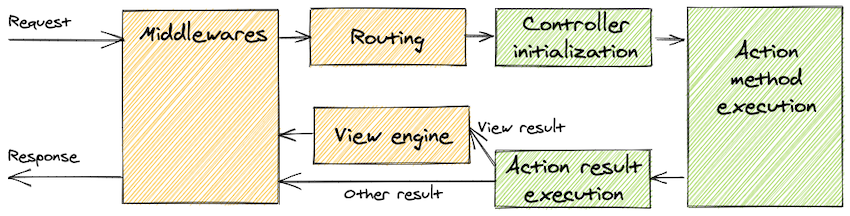 Request
Middlewares
Routing
Controller
initialization
Action
method
execution
View engine
View result
Response
Action result
execution
Other result